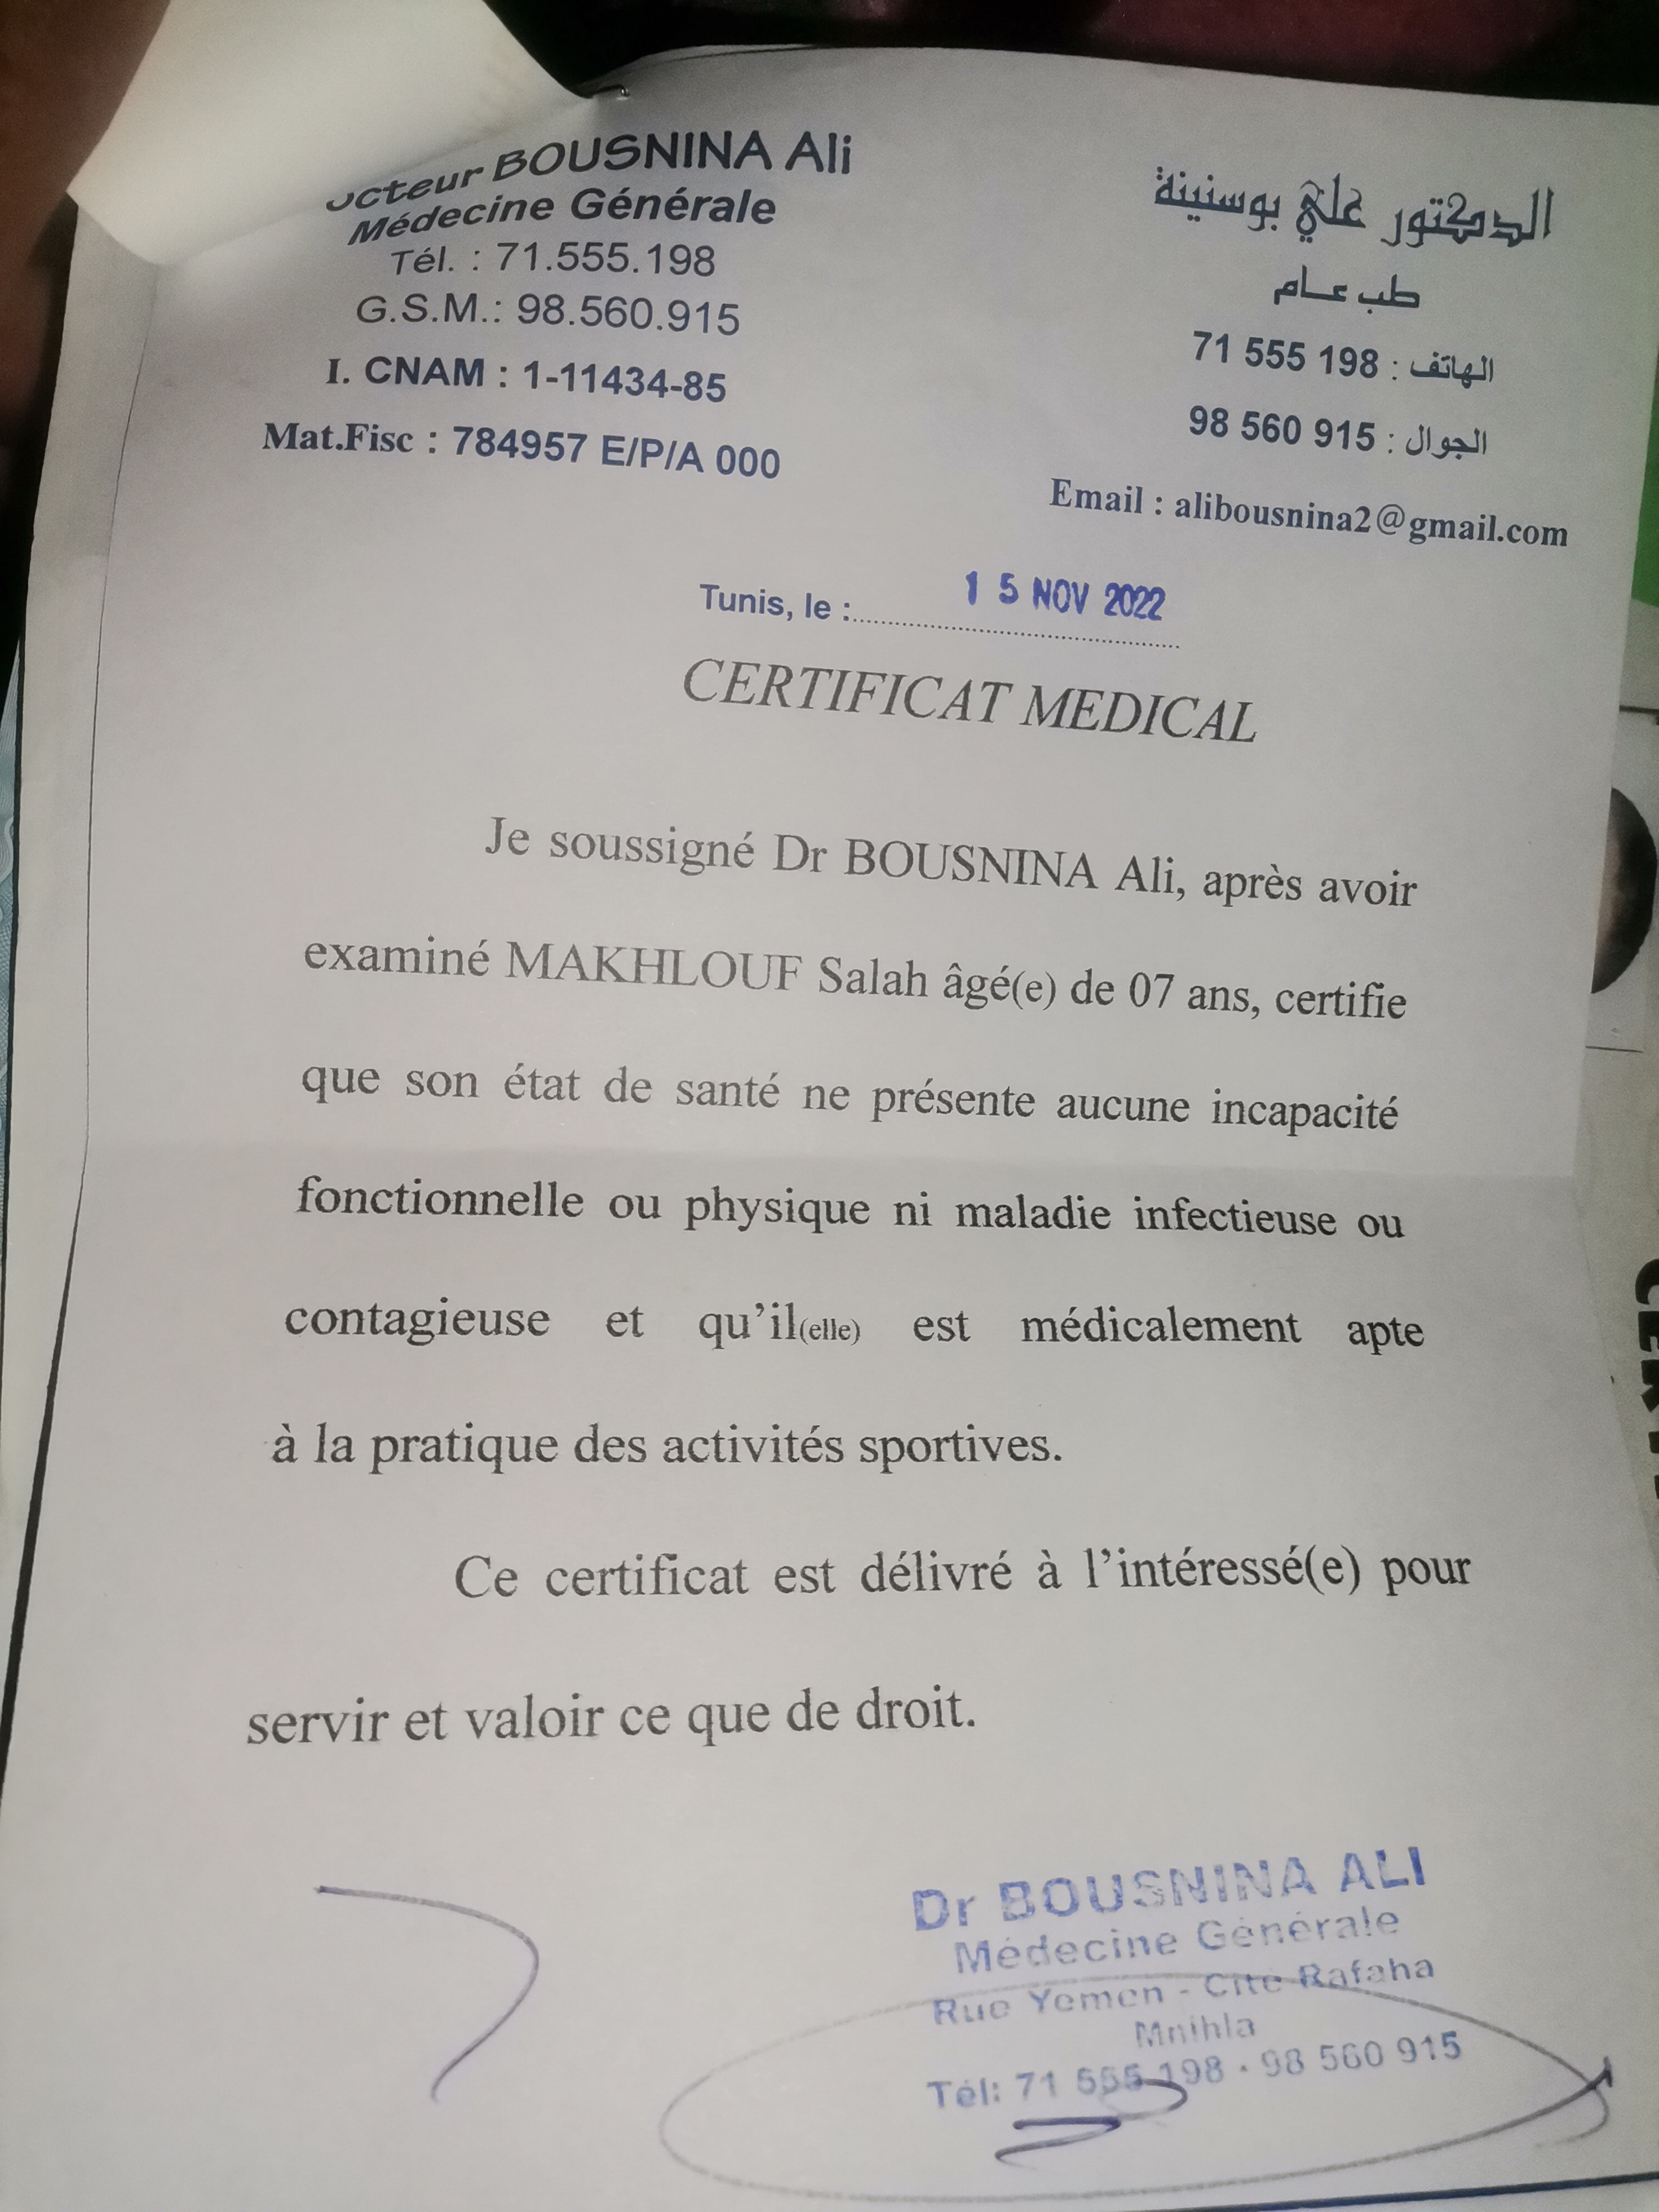 octeur BOUSNINA Ali
Médecine Générale
Tél. : 71.555.198
G.S.M.: 98.560.915
I. CNAM : 1-11434-85
Mat.Fisc : 784957 E/P/A 000
الدكتور علي بوسنينة
طب عام
الهاتف : 71 555 198
الجوال : 98 560 915
Email : alibousnina2@gmail.com
Tunis, le : 15 NOV 2022
CERTIFICAT MEDICAL
Je soussigné Dr BOUSNINA Ali, après avoir
examiné MAKHLOUF Salah âgé(e) de 07 ans, certifie
que son état de santé ne présente aucune incapacité
fonctionnelle ou physique ni maladie infectieuse ou
contagieuse et qu’il(elle) est médicalement apte
à la pratique des activités sportives.
Ce certificat est délivré à l’intéressé(e) pour
servir et valoir ce que de droit.
Dr BOUSNINA ALI
Médecine Générale
Rue Yemen - Cité Rafaha
Mnihla
Tél: 71 555 198 - 98 560 915